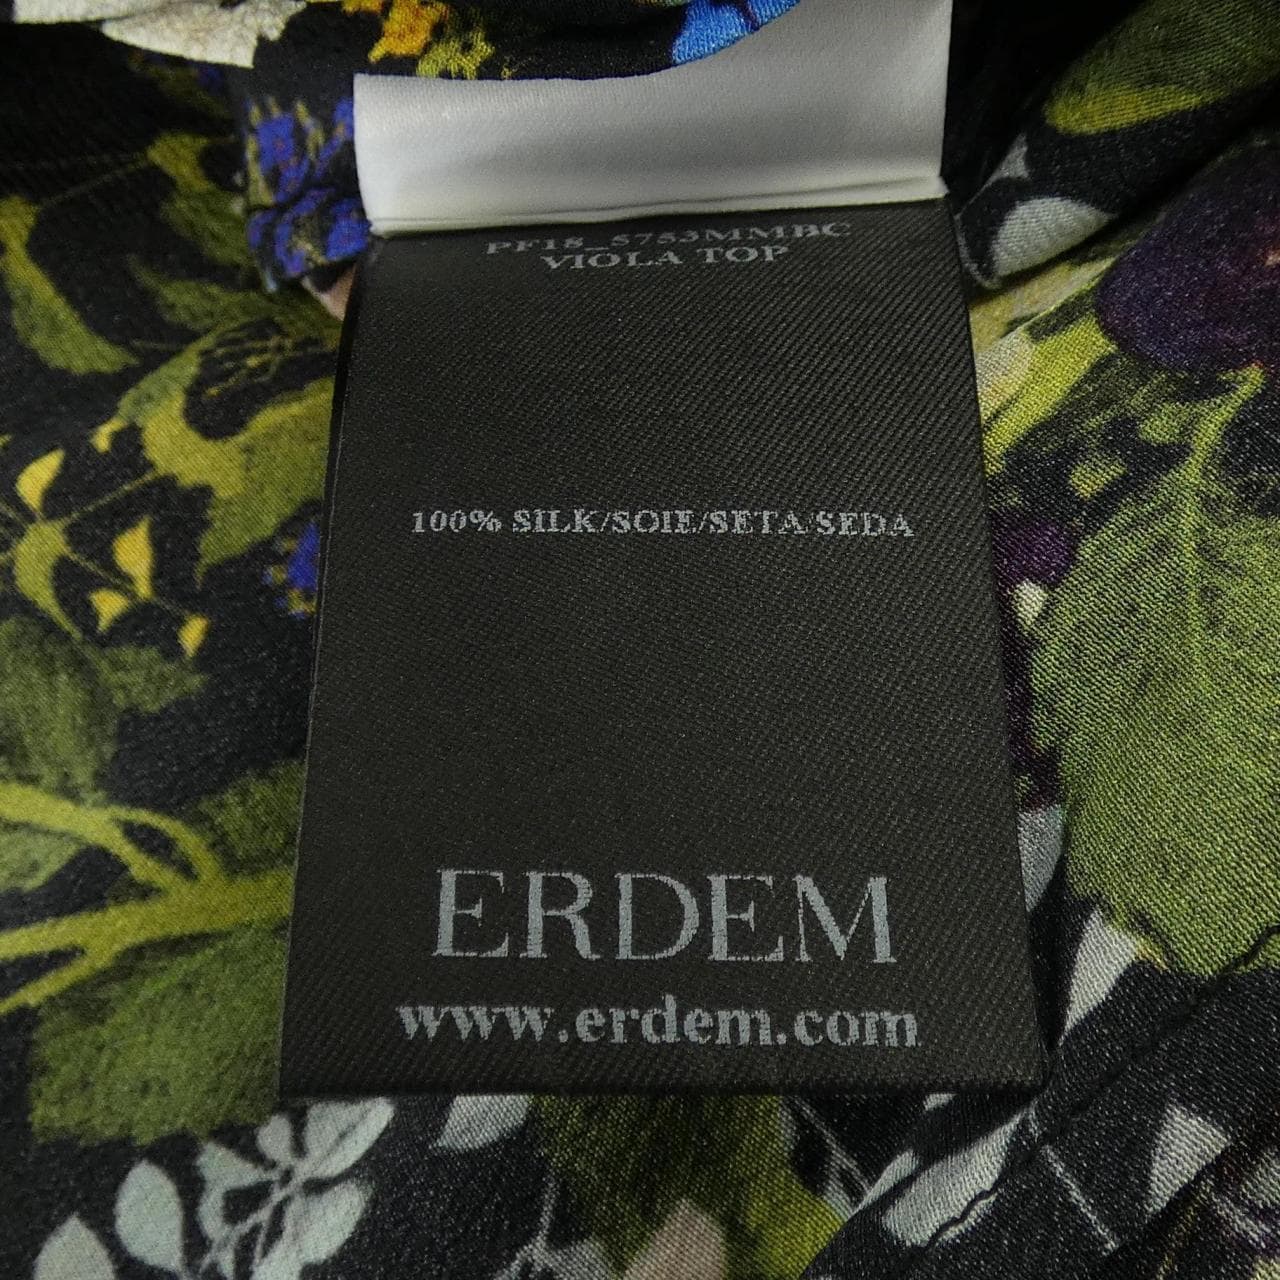 PF18_5753MMBC
VIOLA TOP
100% SILK/SOIE/SETA/SEDA
ERDEM
www.erdem.com